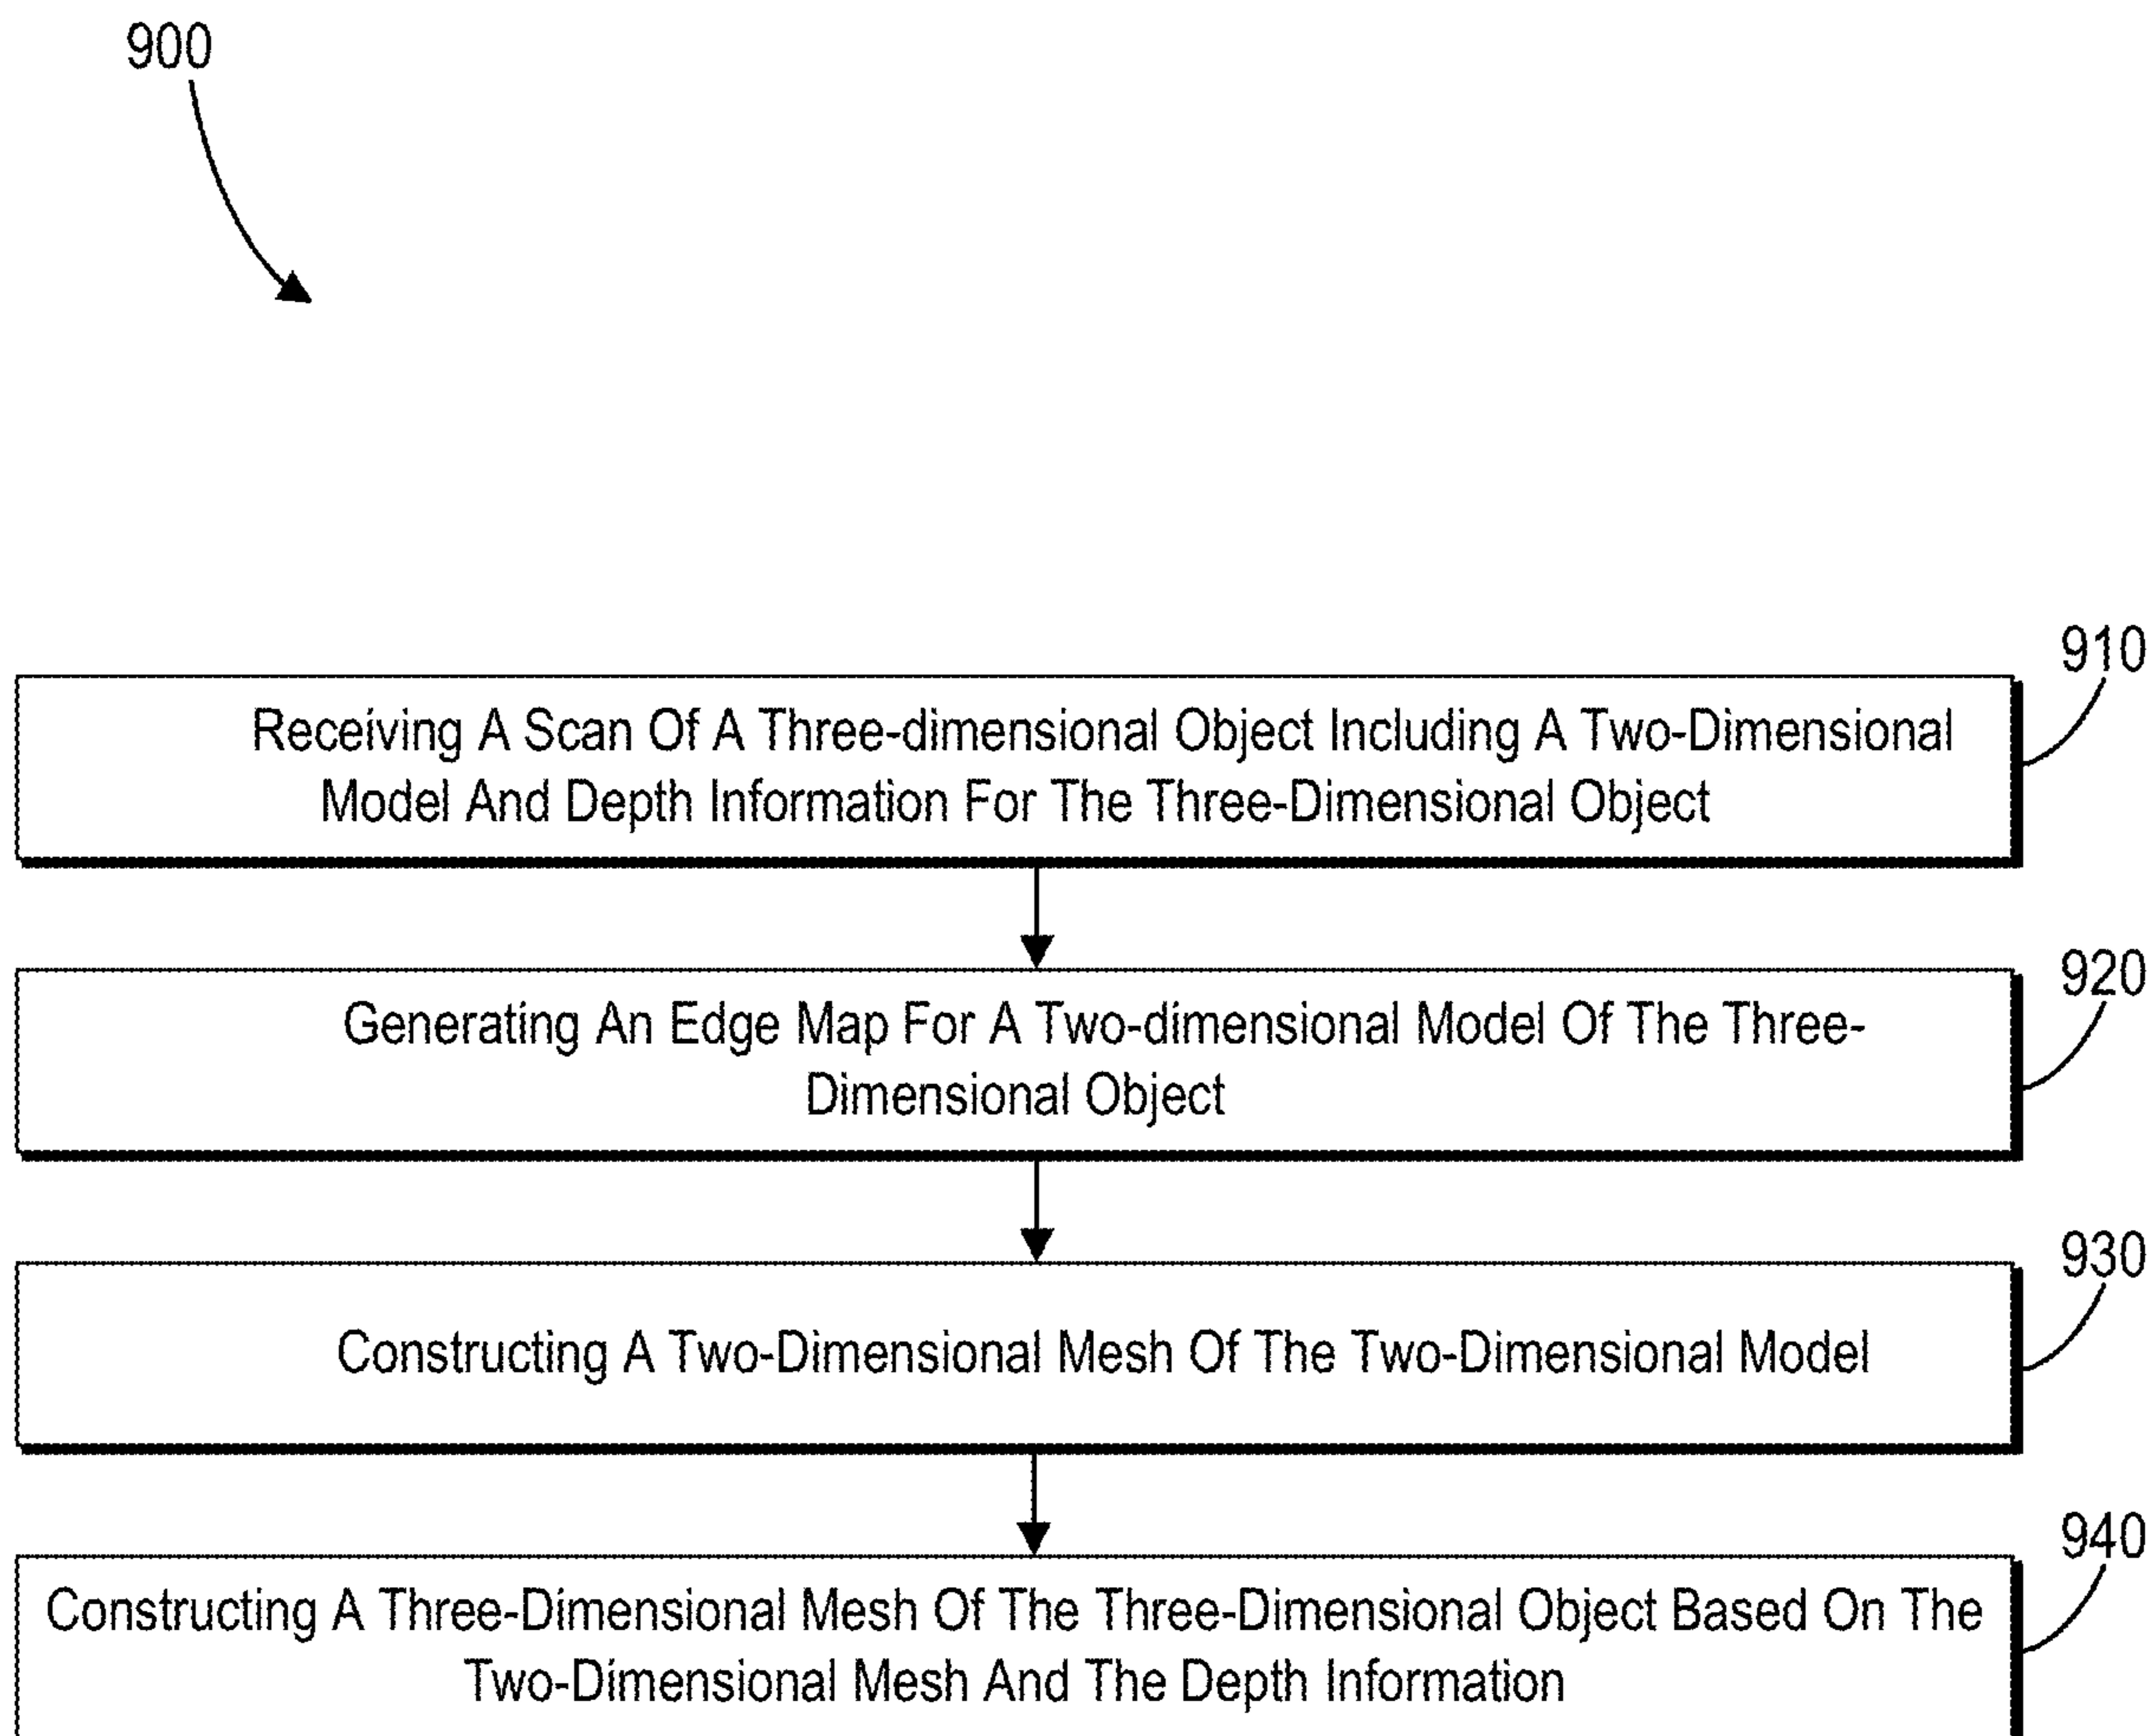 900
910
Receiving A Scan Of A Three-dimensional Object Including A Two-Dimensional
Model And Depth Information For The Three-Dimensional Object
920
Generating An Edge Map For A Two-dimensional Model Of The Three-
Dimensional Object
930
Constructing A Two-Dimensional Mesh Of The Two-Dimensional Model
940
Constructing A Three-Dimensional Mesh Of The Three-Dimensional Object Based On The
Two-Dimensional Mesh And The Depth Information